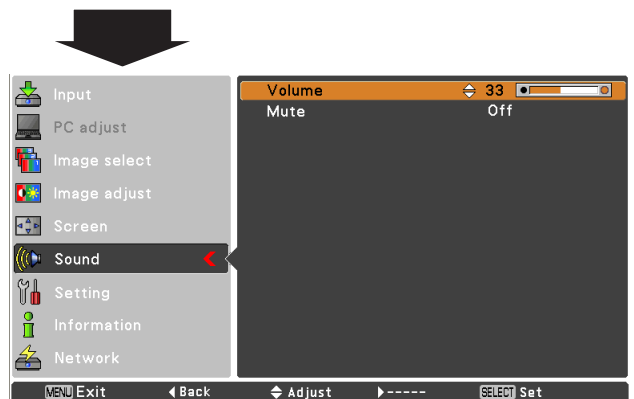 Input
PC adjust
Image select
Image adjust
Screen
Sound
Setting
Information
Network
Volume 33
Mute Off
MENU Exit Back Adjust ----- SELECT Set